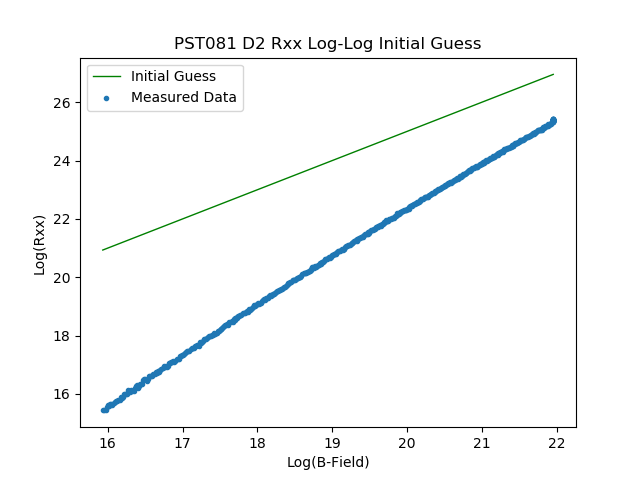 PST081 D2 Rxx Log-Log Initial Guess
Initial Guess
Measured Data
26
24
22
20
18
16
Log(Rxx)
16 17 18 19 20 21 22
Log(B-Field)